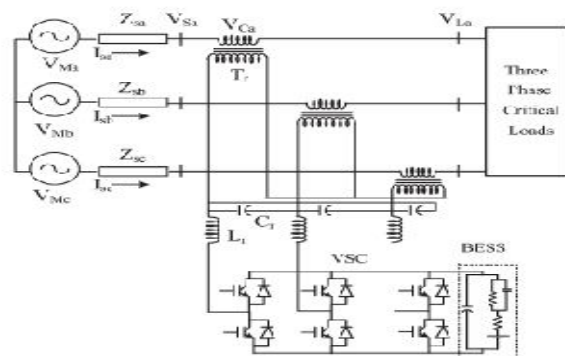 Zsa
VSa
VCa
VLa
VMa
Isa
Tr
Zsb
VMb
Isb
Zsc
VMc
Isc
Three
Phase
Critical
Loads
Cr
Lr
VSC
BESS